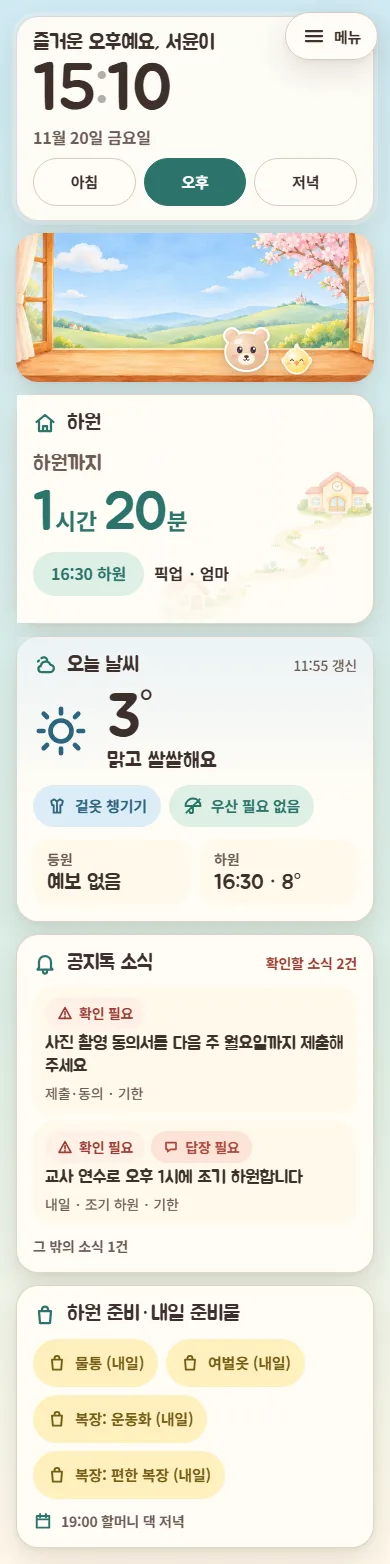 즐거운 오후예요, 서윤이
메뉴
15:10
11월 20일 금요일
아침
오후
저녁
하원
하원까지
1시간 20분
16:30 하원
픽업 · 엄마
오늘 날씨
11:55 갱신
3°
맑고 쌀쌀해요
겉옷 챙기기
우산 필요 없음
등원
예보 없음
하원
16:30 · 8°
공지톡 소식
확인할 소식 2건
확인 필요
사진 촬영 동의서를 다음 주 월요일까지 제출해
주세요
제출·동의 · 기한
확인 필요
답장 필요
교사 연수로 오후 1시에 조기 하원합니다
내일 · 조기 하원 · 기한
그 밖의 소식 1건
하원 준비·내일 준비물
물통 (내일)
여벌옷 (내일)
복장: 운동화 (내일)
복장: 편한 복장 (내일)
19:00 할머니 댁 저녁